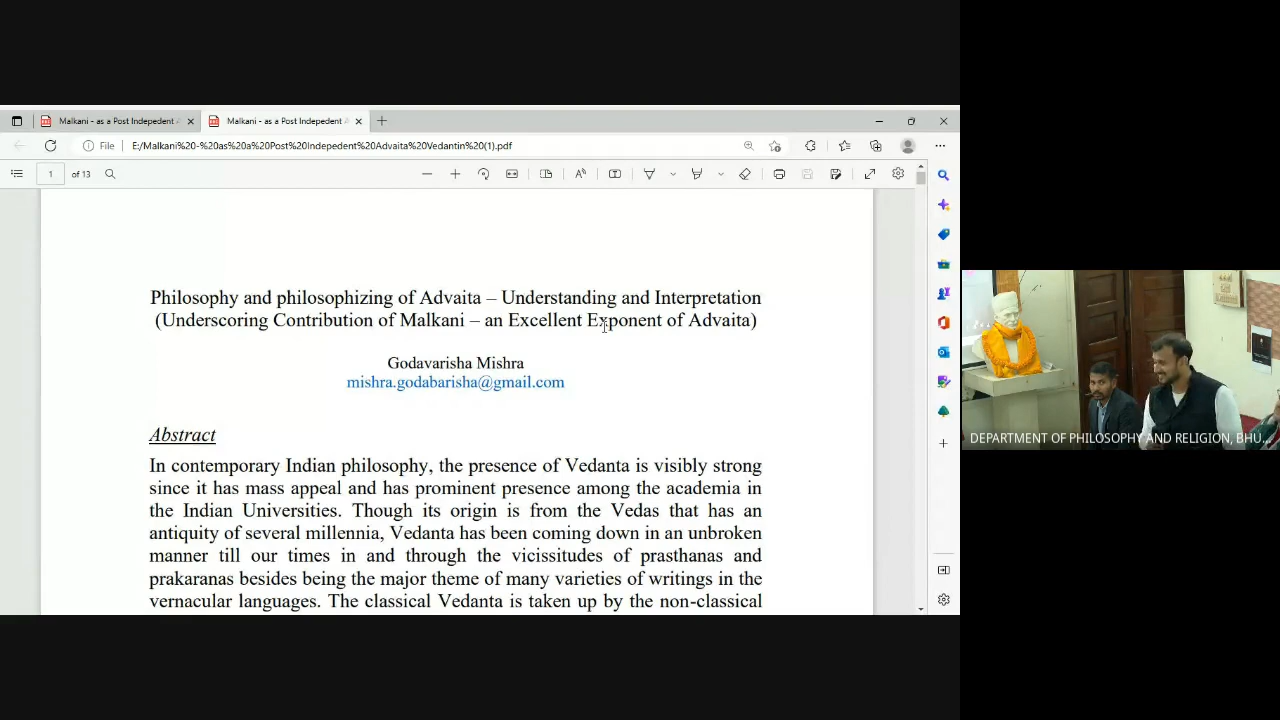 Malkani - as a Post Indepedent
Malkani - as a Post Indepedent
File
E:/Malkani%20-%20as%20a%20Post%20Indepedent%20Advaita%20Vedantin%20(1).pdf
1 of 13
Philosophy and philosophizing of Advaita – Understanding and Interpretation
(Underscoring Contribution of Malkani – an Excellent Exponent of Advaita)
Godavarisha Mishra
mishra.godabarisha@gmail.com
Abstract
In contemporary Indian philosophy, the presence of Vedanta is visibly strong
since it has mass appeal and has prominent presence among the academia in
the Indian Universities. Though its origin is from the Vedas that has an
antiquity of several millennia, Vedanta has been coming down in an unbroken
manner till our times in and through the vicissitudes of prasthanas and
prakaranas besides being the major theme of many varieties of writings in the
vernacular languages. The classical Vedanta is taken up by the non-classical
DEPARTMENT OF PHILOSOPHY AND RELIGION, BHU...